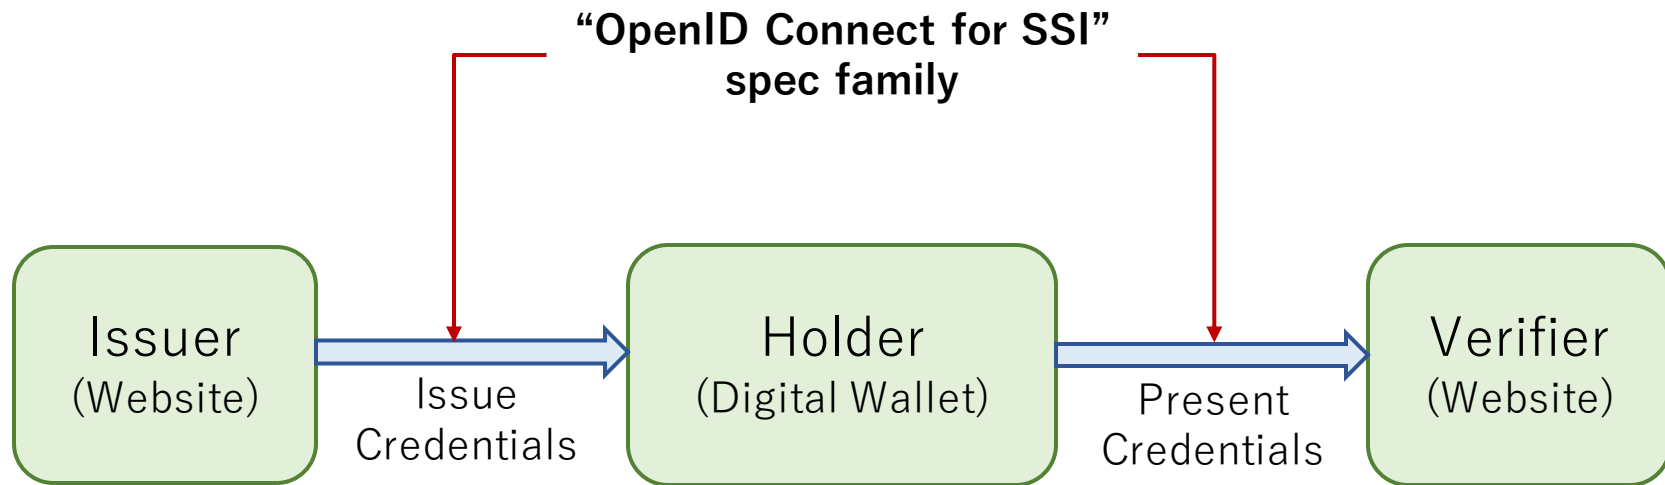 “OpenID Connect for SSI”
spec family
Issuer
(Website)
Issue
Credentials
Holder
(Digital Wallet)
Present
Credentials
Verifier
(Website)